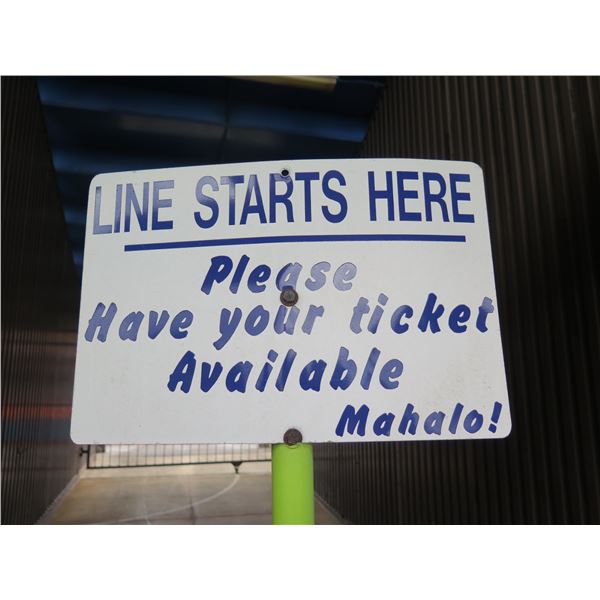 LINE STARTS HERE
Please
Have your ticket
Available
Mahalo!